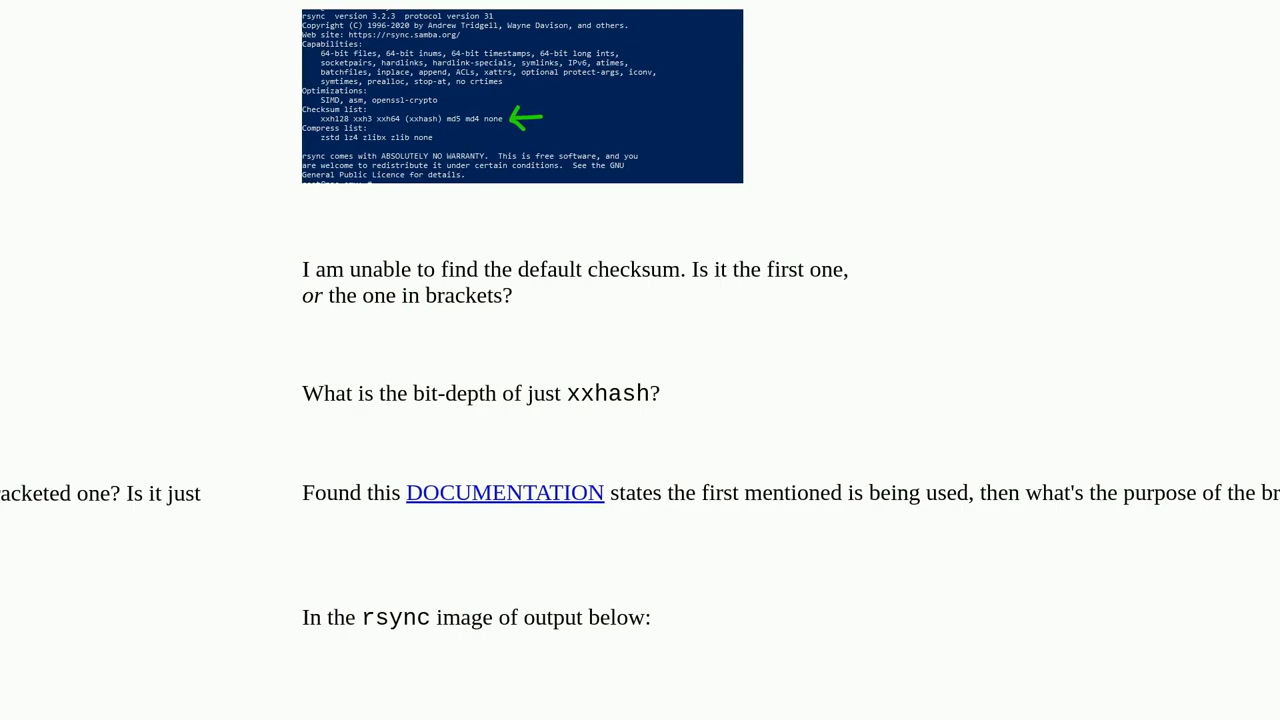 rsync  version 3.2.3  protocol version 31
Copyright (C) 1996-2020 by Andrew Tridgell, Wayne Davison, and others.
Web site: https://rsync.samba.org/
Capabilities:
    64-bit files, 64-bit inums, 64-bit timestamps, 64-bit long ints,
    socketpairs, hardlinks, hardlink-specials, symlinks, IPv6, atimes,
    batchfiles, inplace, append, ACLs, xattrs, optional protect-args, iconv,
    symtimes, prealloc, stop-at, no crtimes
Optimizations:
    SIMD, asm, openssl-crypto
Checksum list:
    xxh128 xxh3 xxh64 (xxhash) md5 md4 none
Compress list:
    zstd lz4 zlibx zlib none
rsync comes with ABSOLUTELY NO WARRANTY.  This is free software, and you
are welcome to redistribute it under certain conditions.  See the GNU
General Public Licence for details.
I am unable to find the default checksum. Is it the first one,
or the one in brackets?
What is the bit-depth of just xxhash?
racketed one? Is it just
Found this DOCUMENTATION states the first mentioned is being used, then what's the purpose of the br
In the rsync image of output below: